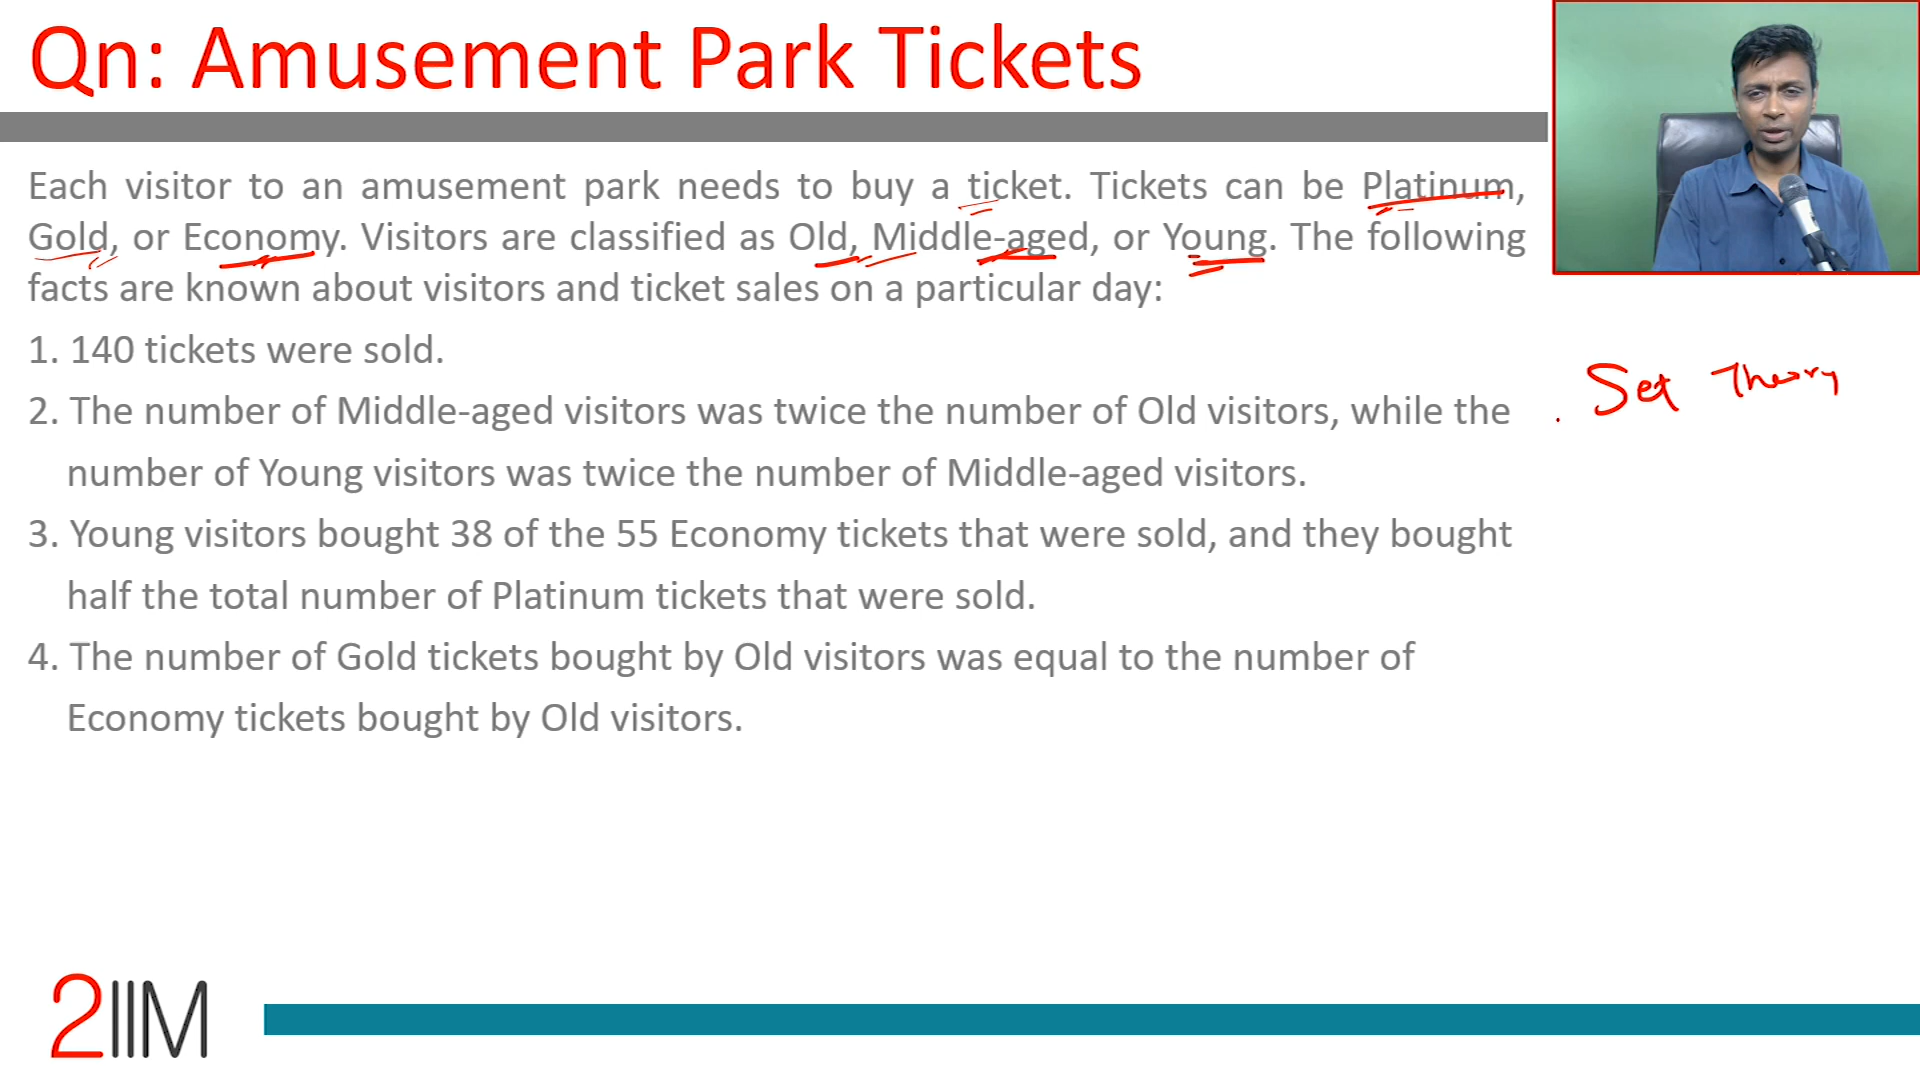 Qn: Amusement Park Tickets
Each visitor to an amusement park needs to buy a ticket. Tickets can be Platinum,
Gold, or Economy. Visitors are classified as Old, Middle-aged, or Young. The following
facts are known about visitors and ticket sales on a particular day:
1. 140 tickets were sold.
2. The number of Middle-aged visitors was twice the number of Old visitors, while the
number of Young visitors was twice the number of Middle-aged visitors.
3. Young visitors bought 38 of the 55 Economy tickets that were sold, and they bought
half the total number of Platinum tickets that were sold.
4. The number of Gold tickets bought by Old visitors was equal to the number of
Economy tickets bought by Old visitors.
Set Theory
2IIM